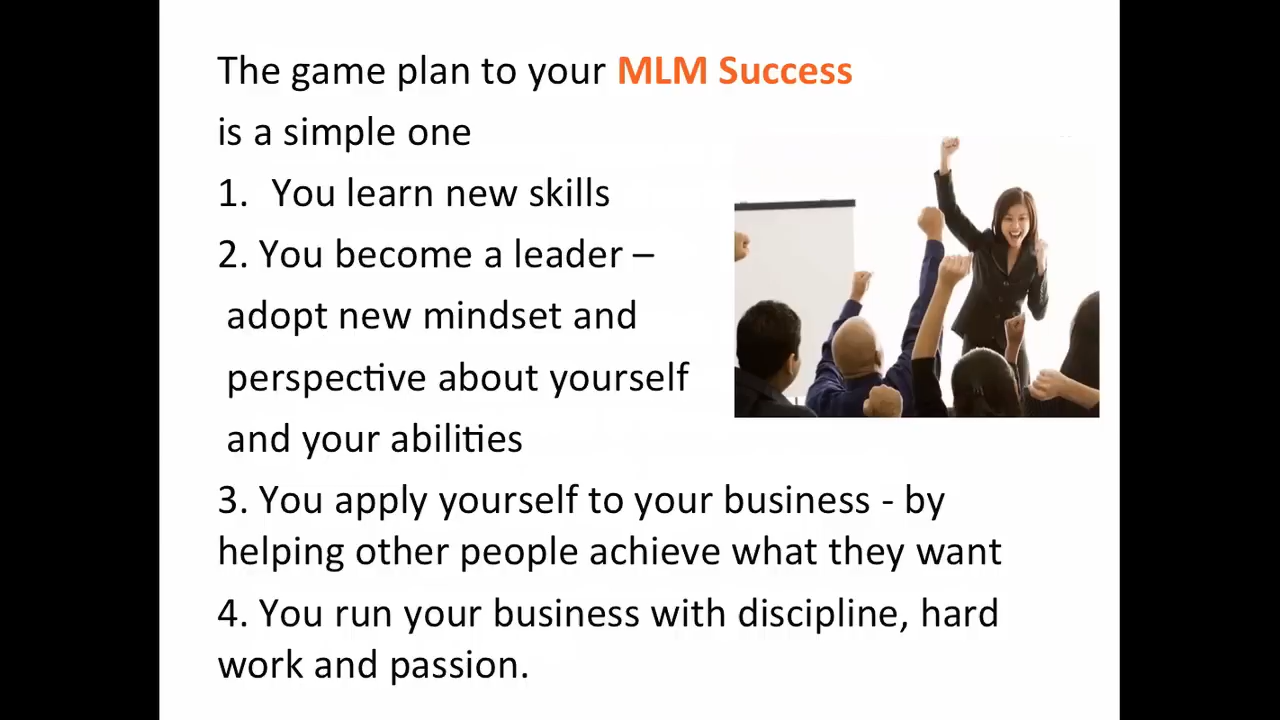 The game plan to your MLM Success
is a simple one
1. You learn new skills
2. You become a leader –
adopt new mindset and
perspective about yourself
and your abilities
3. You apply yourself to your business - by
helping other people achieve what they want
4. You run your business with discipline, hard
work and passion.